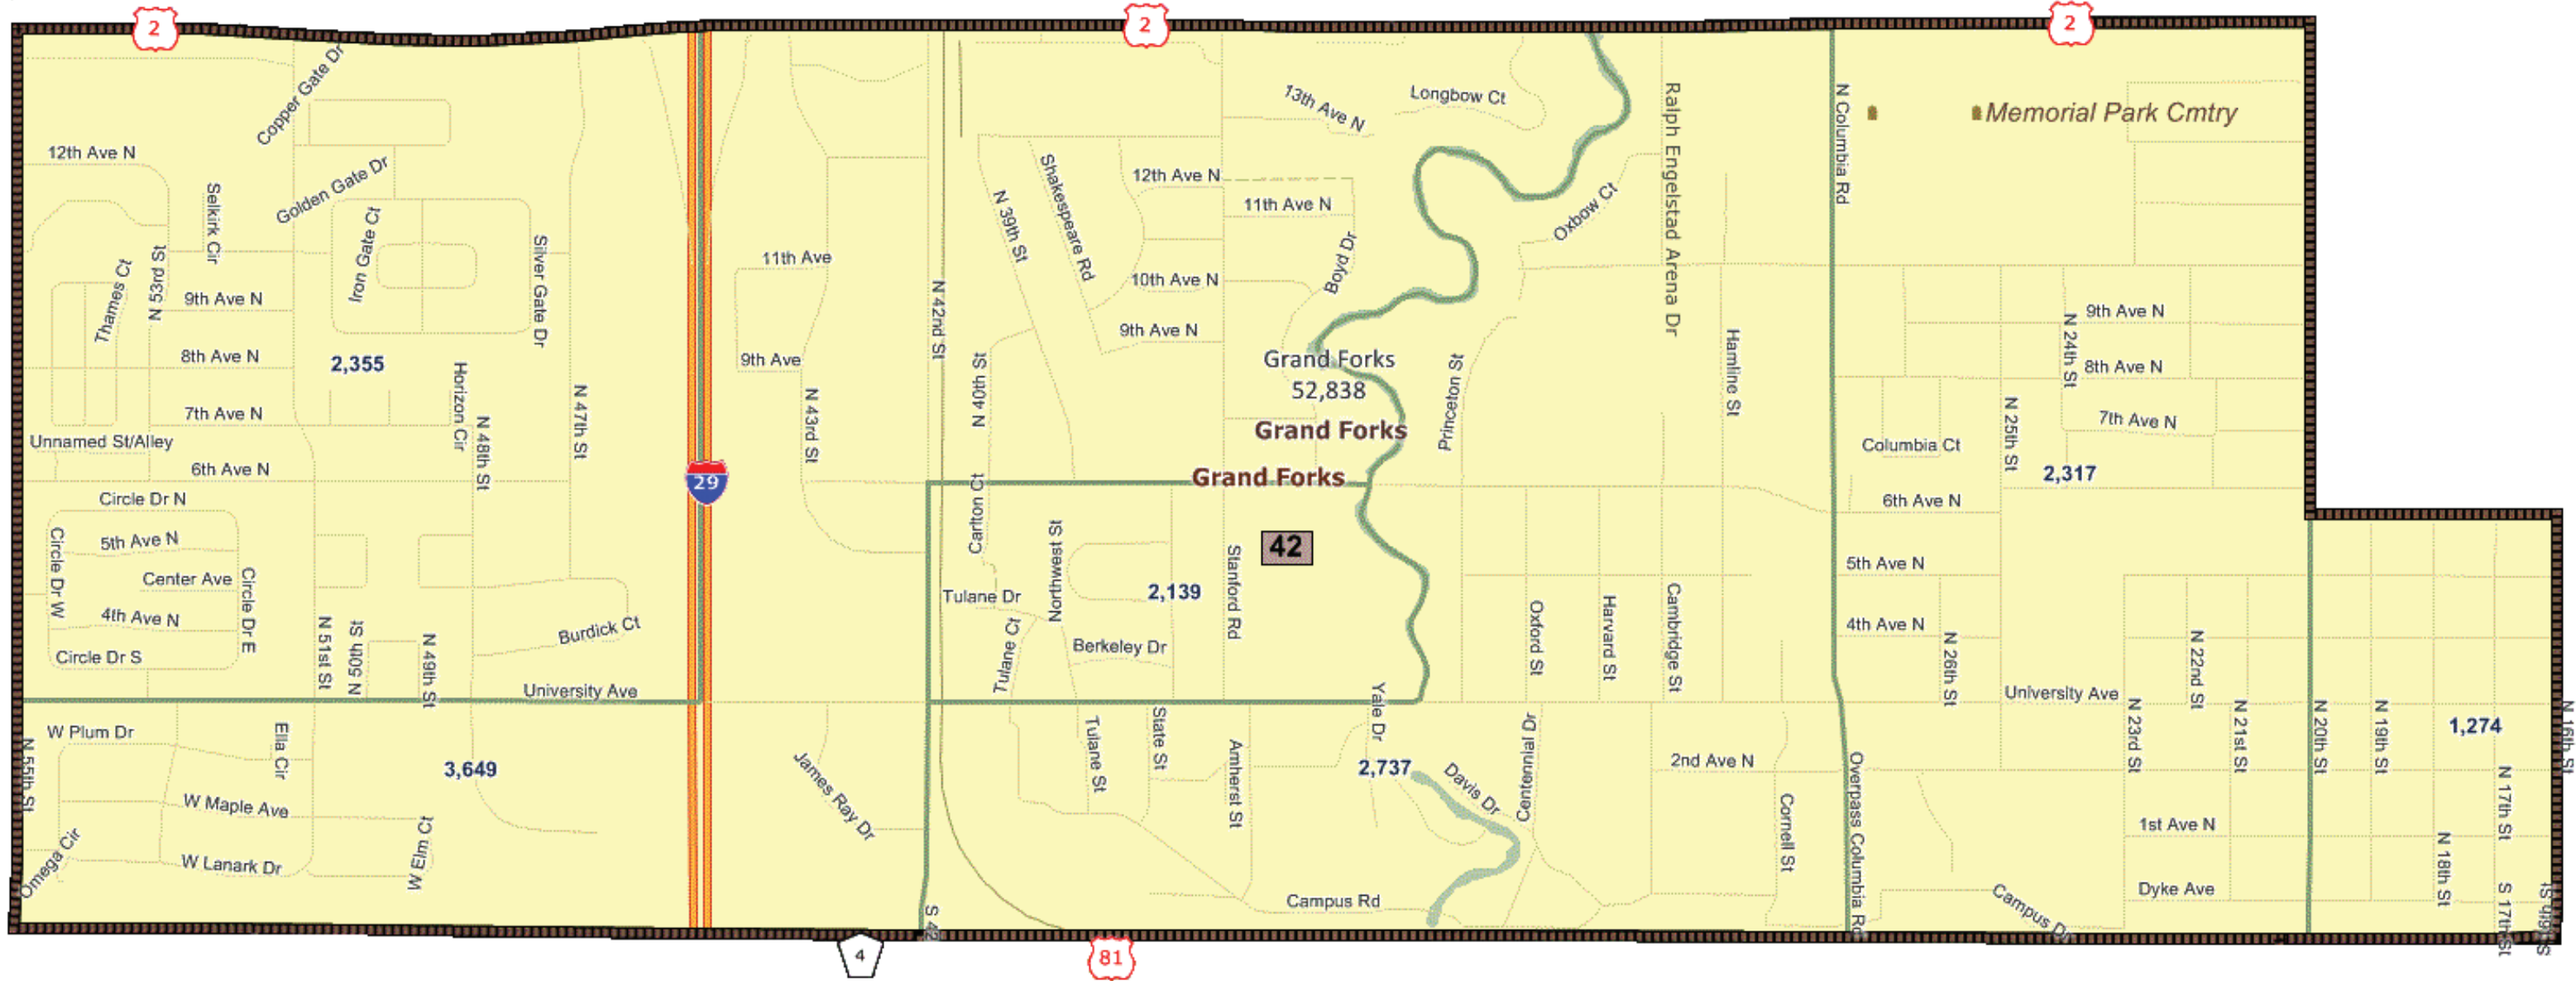 2
2
2
Copper Gate Dr
13th Ave N
Longbow Ct
Ralph Engelstad Arena Dr
N Columbia Rd
Memorial Park Cmtry
12th Ave N
Golden Gate Dr
Selkirk Cir
Shakespeare Rd
12th Ave N
N 39th St
11th Ave N
Oxbow Ct
Iron Gate Ct
Silver Gate Dr
Thames Ct
N 53rd St
11th Ave
Boyd Dr
10th Ave N
9th Ave N
N 42nd St
9th Ave N
9th Ave N
N 24th St
8th Ave N
2,355
9th Ave
Grand Forks
52,838
Princeton St
Hamline St
8th Ave N
Horizon Cir
N 47th St
N 43rd St
N 40th St
7th Ave N
N 48th St
Grand Forks
N 25th St
7th Ave N
Unnamed St/Alley
Columbia Ct
6th Ave N
29
Grand Forks
2,317
Circle Dr N
Carlton Ct
6th Ave N
5th Ave N
Circle Dr W
Northwest St
Stanford Rd
42
5th Ave N
Center Ave
Circle Dr E
Tulane Dr
2,139
Oxford St
Harvard St
Cambridge St
4th Ave N
4th Ave N
N 51st St
N 50th St
N 49th St
Burdick Ct
Tulane Ct
Berkeley Dr
N 26th St
N 22nd St
Circle Dr S
University Ave
Yale Dr
University Ave
N 23rd St
N 21st St
N 20th St
N 19th St
1,274
N 16th St
W Plum Dr
Ella Cir
N 55th St
3,649
James Ray Dr
Tulane St
State St
Amherst St
2,737
Davis Dr
Centennial Dr
2nd Ave N
Overpass Columbia Rd
N 17th St
W Maple Ave
Cornell St
1st Ave N
Omega Cir
W Lanark Dr
W Elm Ct
N 18th St
Campus Rd
Campus Dr
Dyke Ave
S 17th St
S 16th St
S 42
4
81